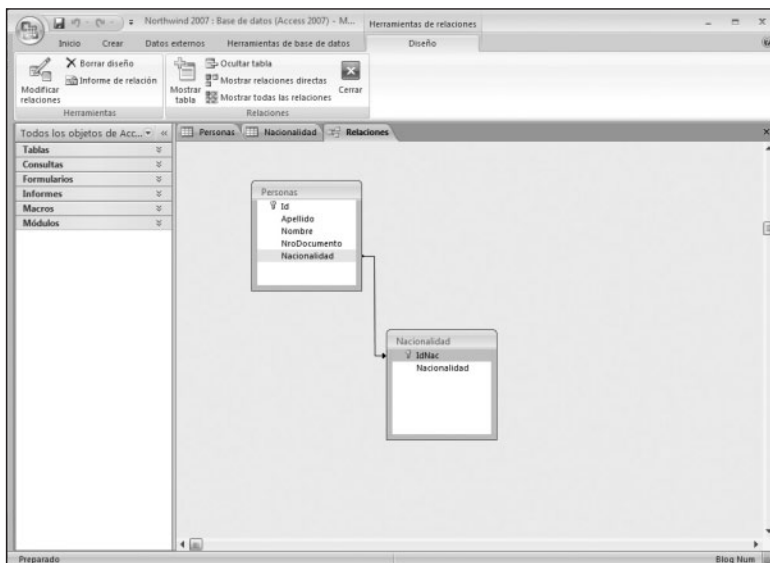 Northwind 2007 : Base de datos (Access 2007) - M...
Herramientas de relaciones
Inicio
Crear
Datos externos
Herramientas de base de datos
Diseño
Modificar relaciones
Borrar diseño
Informe de relación
Herramientas
Mostrar tabla
Ocultar tabla
Mostrar relaciones directas
Mostrar todas las relaciones
Cerrar
Relaciones
Todos los objetos de Acc...
Tablas
Consultas
Formularios
Informes
Macros
Módulos
Personas
Nacionalidad
Relaciones
Personas
Id
Apellido
Nombre
NroDocumento
Nacionalidad
Nacionalidad
IdNac
Nacionalidad
Preparado
Bloq Num